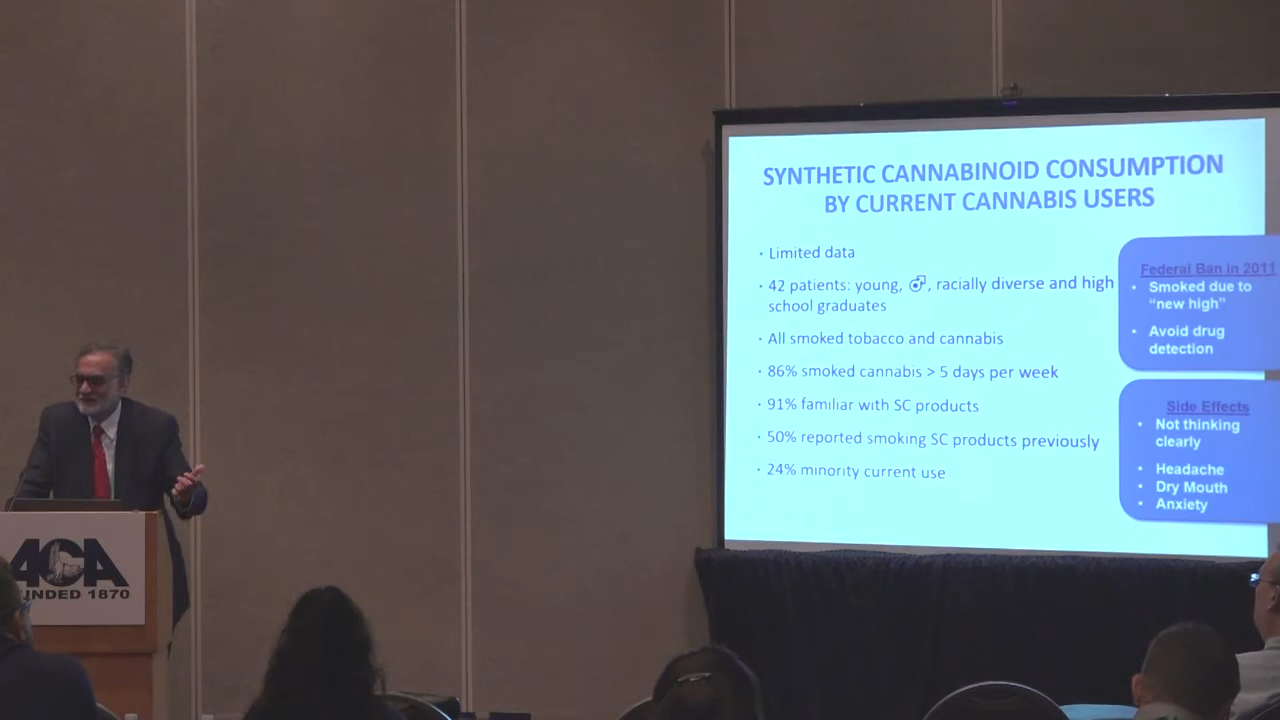 SYNTHETIC CANNABINOID CONSUMPTION
BY CURRENT CANNABIS USERS
• Limited data
• 42 patients: young, ♂, racially diverse and high
school graduates
• All smoked tobacco and cannabis
• 86% smoked cannabis > 5 days per week
• 91% familiar with SC products
• 50% reported smoking SC products previously
• 24% minority current use
Federal Ban in 2011
• Smoked due to
“new high”
• Avoid drug
detection
Side Effects
• Not thinking
clearly
• Headache
• Dry Mouth
• Anxiety
ACA
UNDED 1870